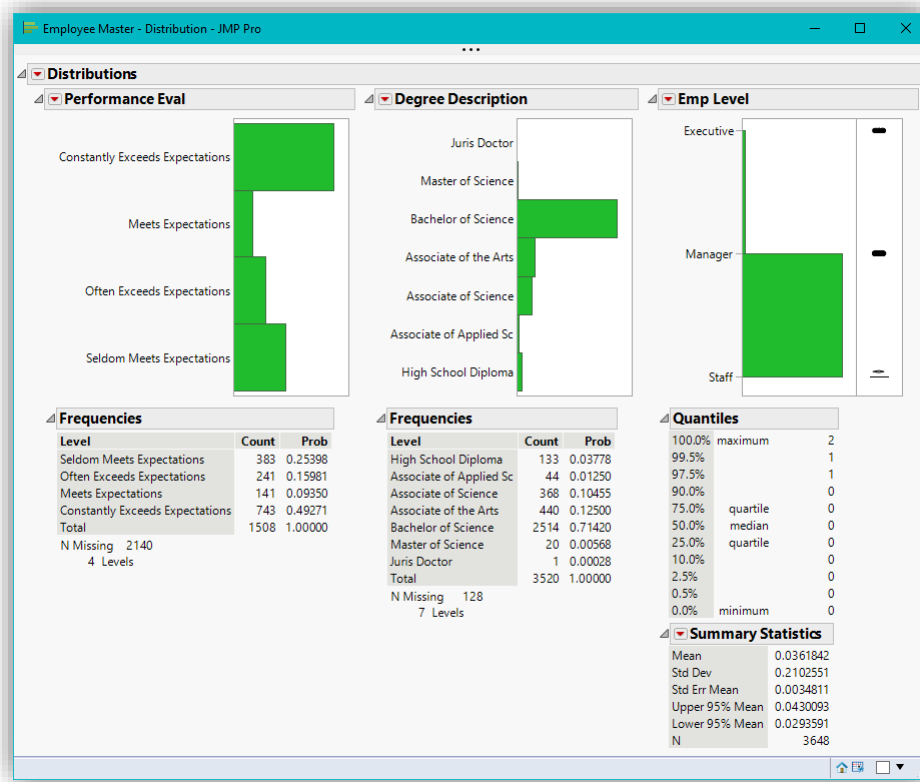 Employee Master - Distribution - JMP Pro
Distributions
Performance Eval
Constantly Exceeds Expectations
Meets Expectations
Often Exceeds Expectations
Seldom Meets Expectations
Frequencies
Level Count Prob
Seldom Meets Expectations 383 0.25398
Often Exceeds Expectations 241 0.15981
Meets Expectations 141 0.09350
Constantly Exceeds Expectations 743 0.49271
Total 1508 1.00000
N Missing 2140
4 Levels
Degree Description
Juris Doctor
Master of Science
Bachelor of Science
Associate of the Arts
Associate of Science
Associate of Applied Sc
High School Diploma
Frequencies
Level Count Prob
High School Diploma 133 0.03778
Associate of Applied Sc 44 0.01250
Associate of Science 368 0.10455
Associate of the Arts 440 0.12500
Bachelor of Science 2514 0.71420
Master of Science 20 0.00568
Juris Doctor 1 0.00028
Total 3520 1.00000
N Missing 128
7 Levels
Emp Level
Executive
Manager
Staff
Quantiles
100.0% maximum 2
99.5% 1
97.5% 1
90.0% 0
75.0% quartile 0
50.0% median 0
25.0% quartile 0
10.0% 0
2.5% 0
0.5% 0
0.0% minimum 0
Summary Statistics
Mean 0.0361842
Std Dev 0.2102551
Std Err Mean 0.0034811
Upper 95% Mean 0.0430093
Lower 95% Mean 0.0293591
N 3648